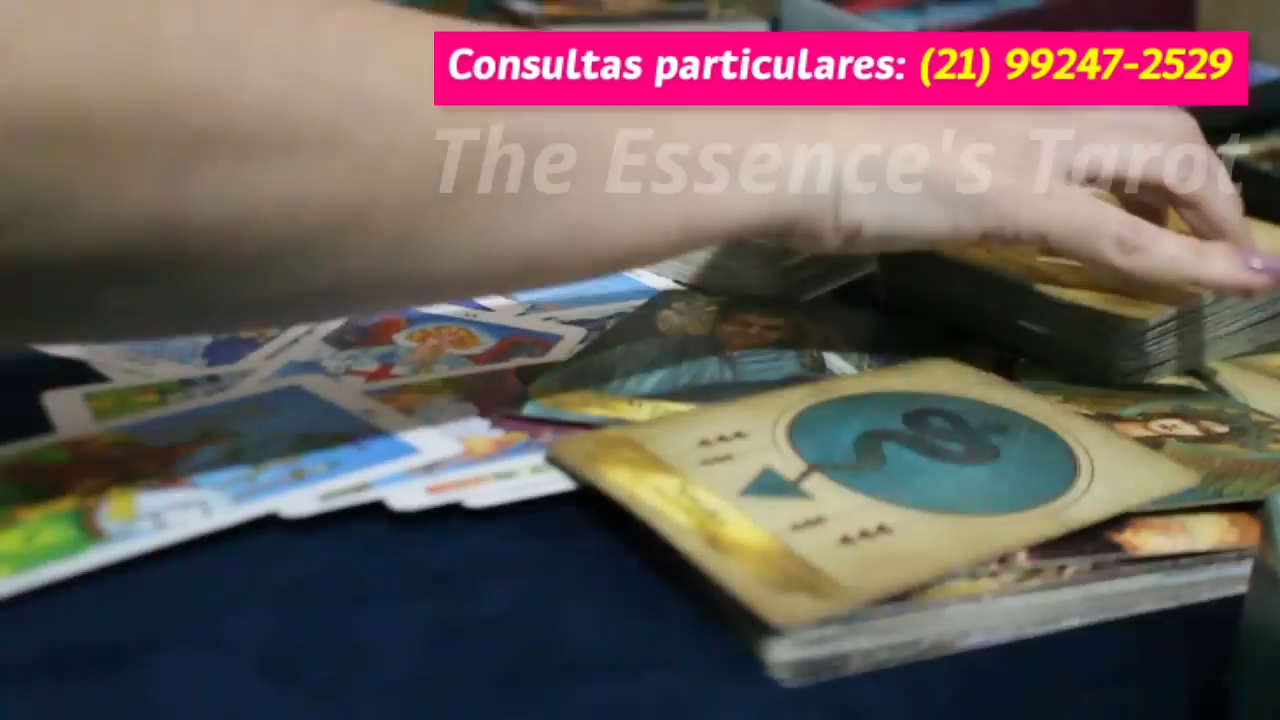 Consultas particulares: (21) 99247-2529
The Essence's Tarot